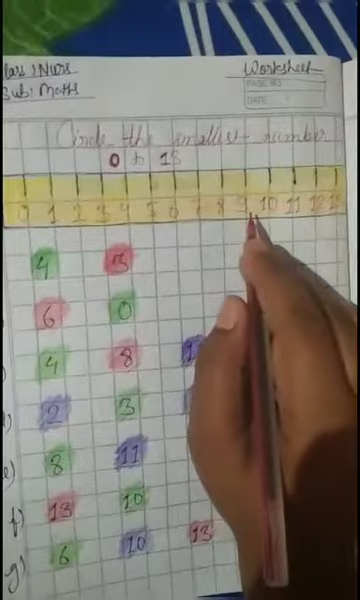 Class: Nurs
Worksheet
Sub: Maths
PAGE NO.
DATE:
Circle the smallest number
0 to 13
0 1 2 3 4 5 6 7 8 9 10 11 12 13
4 3
6 0
4 8 1
d) 2 3
e) 8 11
f) 13 10
g) 6 10 13